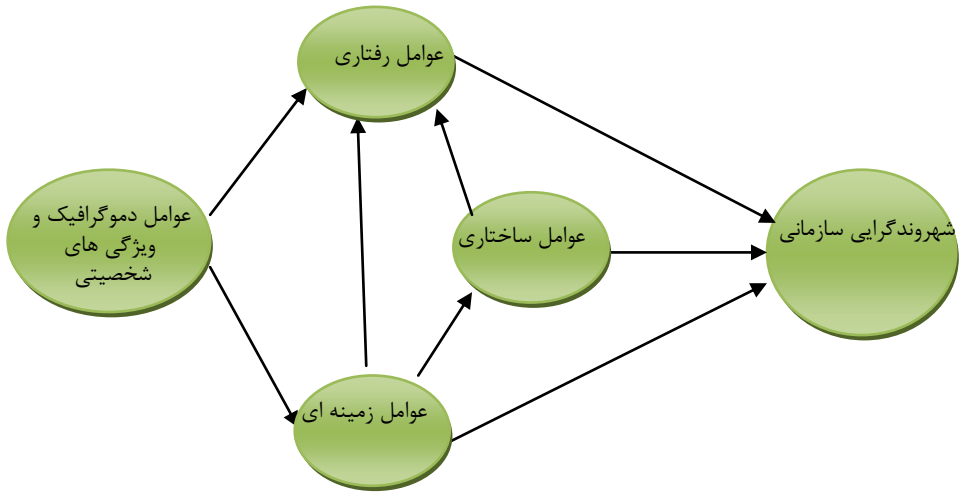 عوامل رفتاری
عوامل دموگرافیک و
ویژگی های
شخصیتی
عوامل ساختاری
شهروندگرایی سازمانی
عوامل زمینه ای